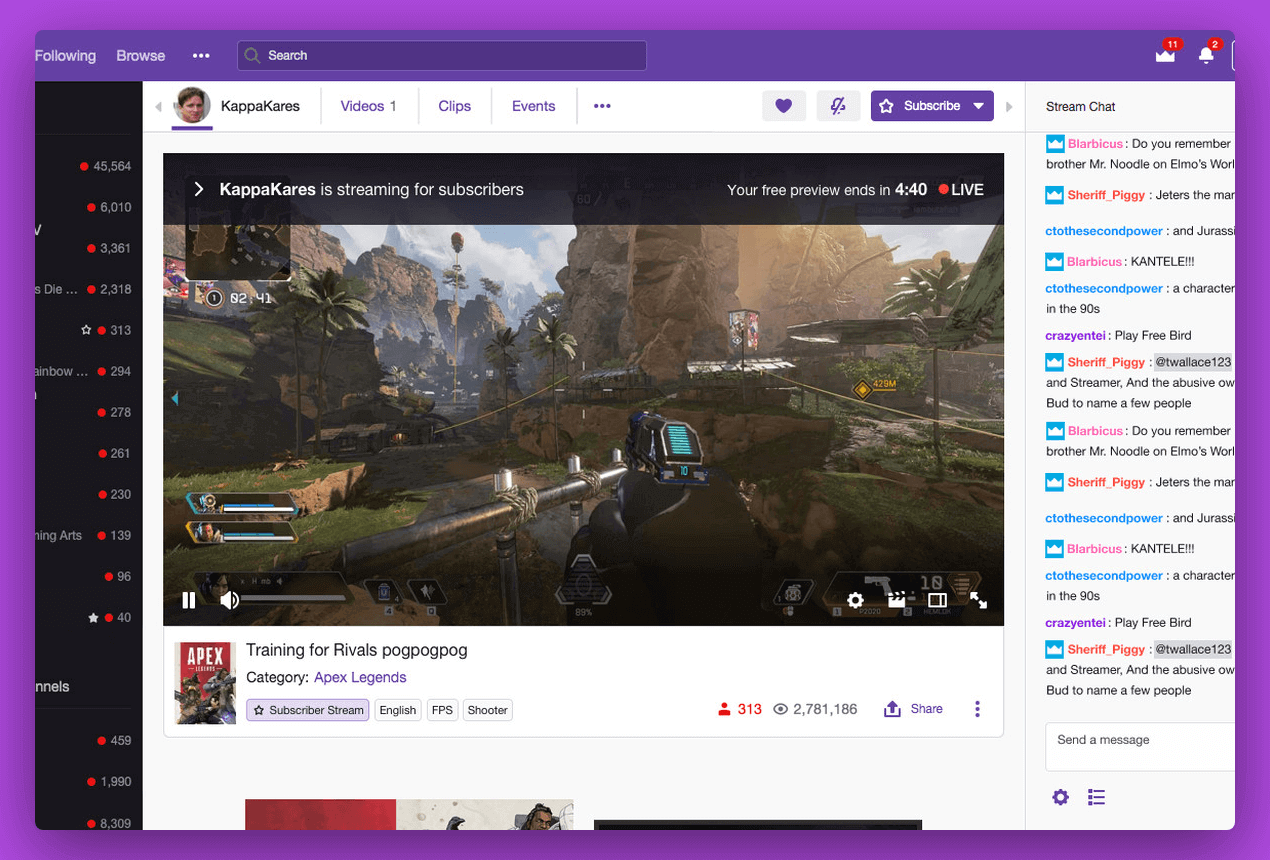 Following Browse ••• Search 11 2
KappaKares Videos 1 Clips Events ••• Subscribe
Stream Chat
45,564
6,010
V
3,361
s Die ... 2,318
313
ainbow ... 294
278
261
230
ning Arts 139
96
40
nnels
459
1,990
8,309
KappaKares is streaming for subscribers
Your free preview ends in 4:40 LIVE
1 02:41
429M
10
4 Q
89%
10
1 P2020 2 HEMLOK
APEX
LEGENDS
Training for Rivals pogpogpog
Category: Apex Legends
Subscriber Stream English FPS Shooter
313 2,781,186 Share
Blarbicus: Do you remember
brother Mr. Noodle on Elmo's Worl
Sheriff_Piggy : Jeters the mar
ctothesecondpower : and Jurassi
Blarbicus: KANTELE!!!
ctothesecondpower : a character
in the 90s
crazyentei: Play Free Bird
Sheriff_Piggy : @twallace123
and Streamer, And the abusive ow
Bud to name a few people
Blarbicus: Do you remember
brother Mr. Noodle on Elmo's Worl
Sheriff_Piggy : Jeters the mar
ctothesecondpower : and Jurassi
Blarbicus: KANTELE!!!
ctothesecondpower : a character
in the 90s
crazyentei: Play Free Bird
Sheriff_Piggy : @twallace123
and Streamer, And the abusive ow
Bud to name a few people
Send a message